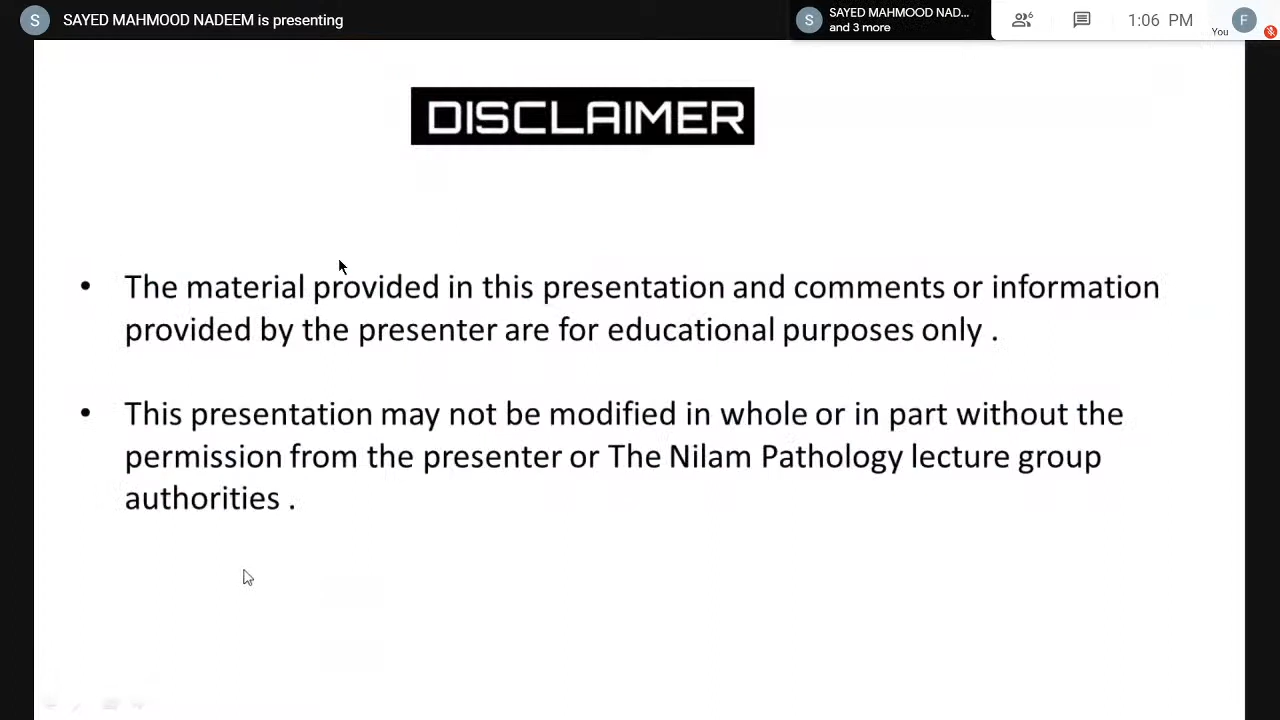 S SAYED MAHMOOD NADEEM is presenting
S SAYED MAHMOOD NAD...
and 3 more
6
1:06 PM
You
F
DISCLAIMER
• The material provided in this presentation and comments or information
provided by the presenter are for educational purposes only .
• This presentation may not be modified in whole or in part without the
permission from the presenter or The Nilam Pathology lecture group
authorities .